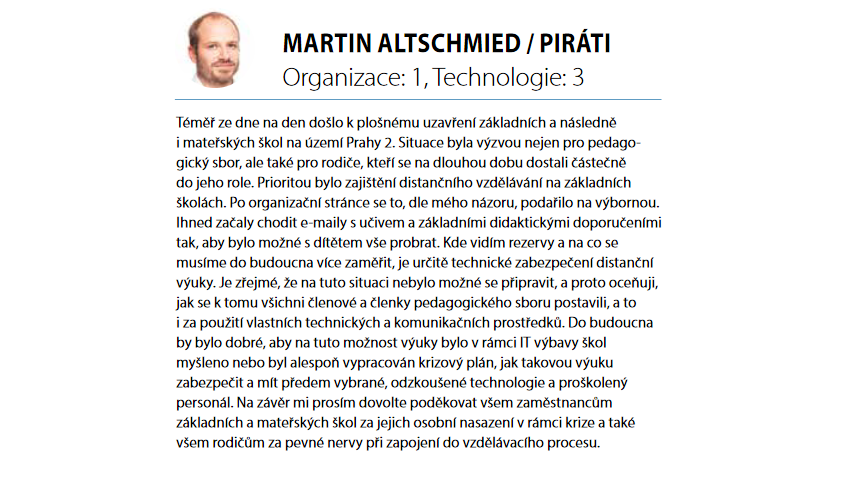 MARTIN ALTSCHMIED / PIRÁTI
Organizace: 1, Technologie: 3
Téměř ze dne na den došlo k plošnému uzavření základních a následně
i mateřských škol na území Prahy 2. Situace byla výzvou nejen pro pedago-
gický sbor, ale také pro rodiče, kteří se na dlouhou dobu dostali částečně
do jeho role. Prioritou bylo zajištění distančního vzdělávání na základních
školách. Po organizační stránce se to, dle mého názoru, podařilo na výbornou.
Ihned začaly chodit e-maily s učivem a základními didaktickými doporučeními
tak, aby bylo možné s dítětem vše probrat. Kde vidím rezervy a na co se
musíme do budoucna více zaměřit, je určitě technické zabezpečení distanční
výuky. Je zřejmé, že na tuto situaci nebylo možné se připravit, a proto oceňuji,
jak se k tomu všichni členové a členky pedagogického sboru postavili, a to
i za použití vlastních technických a komunikačních prostředků. Do budoucna
by bylo dobré, aby na tuto možnost výuky bylo v rámci IT výbavy škol
myšleno nebo byl alespoň vypracován krizový plán, jak takovou výuku
zabezpečit a mít předem vybrané, odzkoušené technologie a proškolený
personál. Na závěr mi prosím dovolte poděkovat všem zaměstnancům
základních a mateřských škol za jejich osobní nasazení v rámci krize a také
všem rodičům za pevné nervy při zapojení do vzdělávacího procesu.